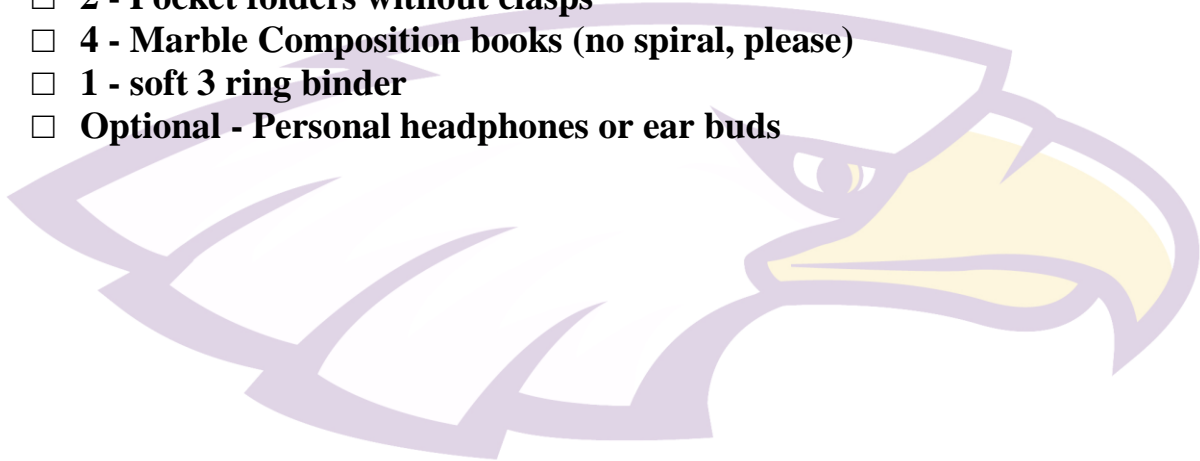 ☐ 2 - Pocket folders without clasps
☐ 4 - Marble Composition books (no spiral, please)
☐ 1 - soft 3 ring binder
☐ Optional - Personal headphones or ear buds